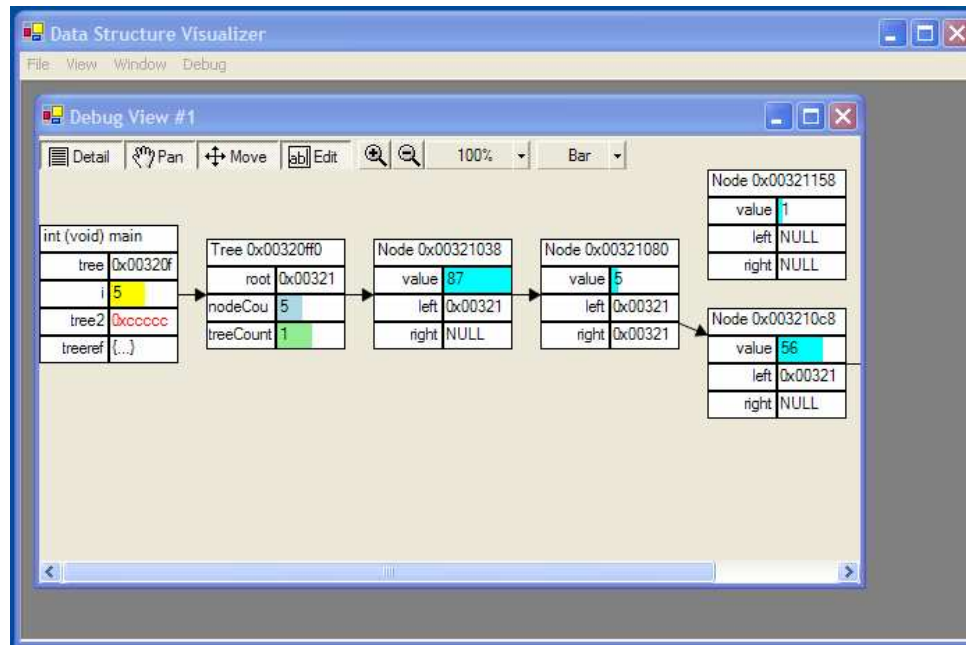 Data Structure Visualizer
File View Window Debug
Debug View #1
Detail Pan Move ab Edit 100% Bar
int (void) main
tree 0x00320f
i 5
tree2 0xccccc
treeref {...}
Tree 0x00320ff0
root 0x00321
nodeCou 5
treeCount 1
Node 0x00321038
value 87
left 0x00321
right NULL
Node 0x00321080
value 5
left 0x00321
right 0x00321
Node 0x00321158
value 1
left NULL
right NULL
Node 0x003210c8
value 56
left 0x00321
right NULL